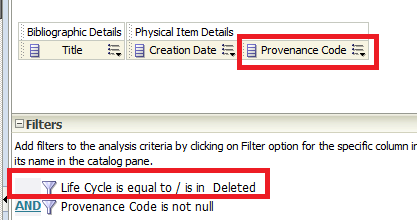 Bibliographic Details Physical Item Details
Title Creation Date Provenance Code
Filters
Add filters to the analysis criteria by clicking on Filter option for the specific column in
its name in the catalog pane.
Life Cycle is equal to / is in Deleted
AND Provenance Code is not null